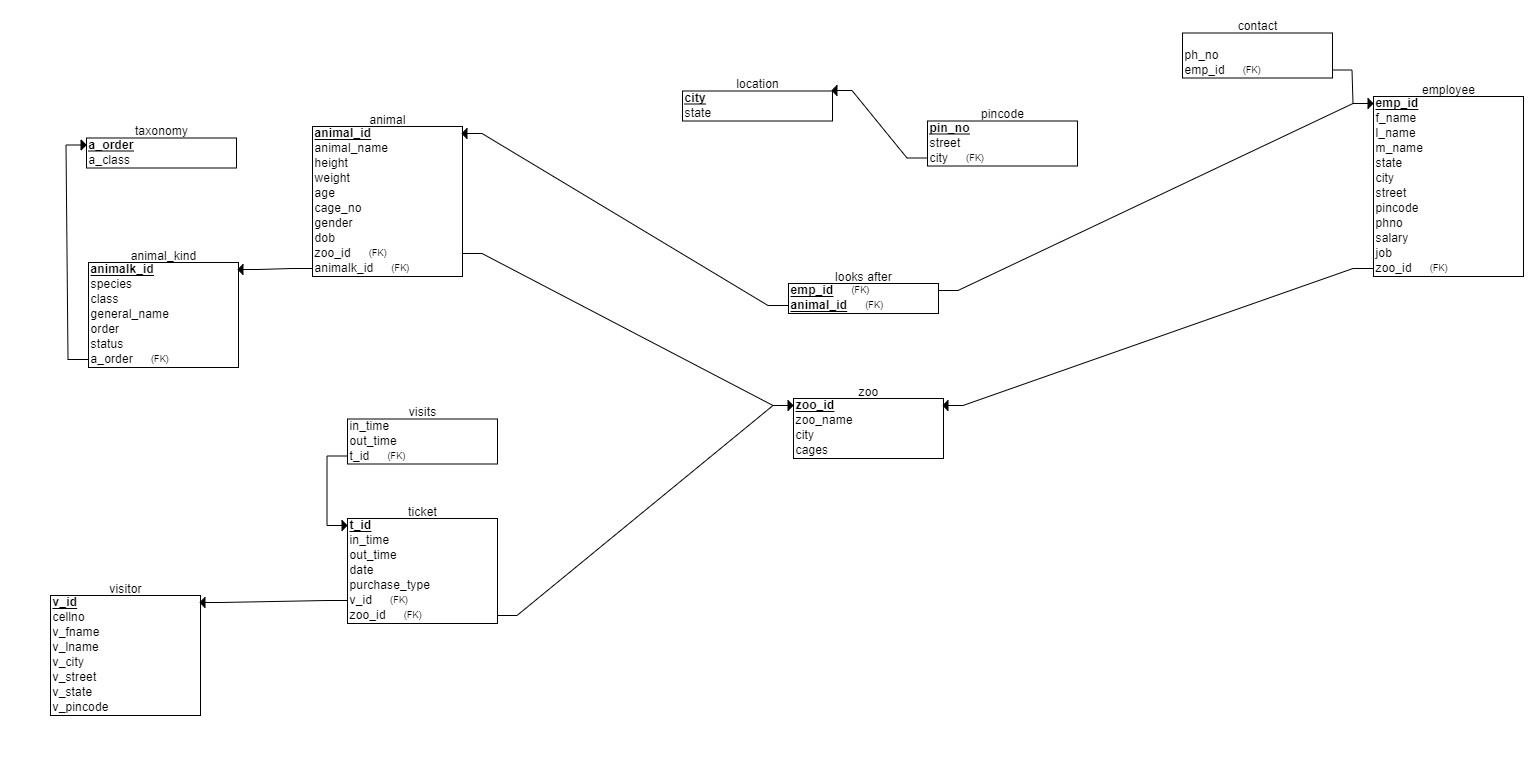 contact
ph_no
emp_id (FK)
location
city
state
employee
emp_id
f_name
l_name
m_name
state
city
street
pincode
phno
salary
job
zoo_id (FK)
pincode
pin_no
street
city (FK)
animal
animal_id
animal_name
height
weight
age
cage_no
gender
dob
zoo_id (FK)
animalk_id (FK)
taxonomy
a_order
a_class
animal_kind
animalk_id
species
class
general_name
order
status
a_order (FK)
looks after
emp_id (FK)
animal_id (FK)
zoo
zoo_id
zoo_name
city
cages
visits
in_time
out_time
t_id (FK)
ticket
t_id
in_time
out_time
date
purchase_type
v_id (FK)
zoo_id (FK)
visitor
v_id
cellno
v_fname
v_lname
v_city
v_street
v_state
v_pincode